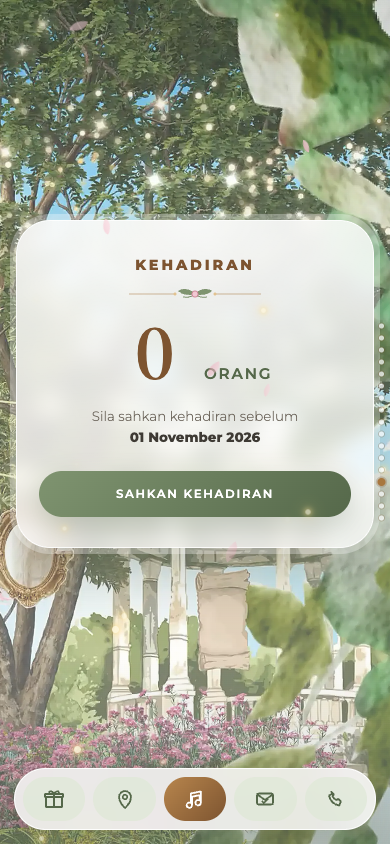 KEHADIRAN
0 ORANG
Sila sahkan kehadiran sebelum
01 November 2026
SAHKAN KEHADIRAN